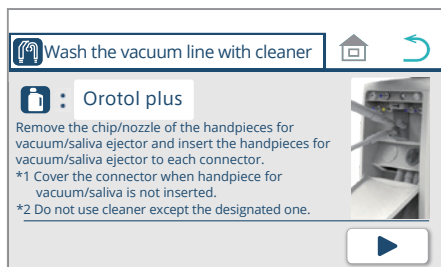 Wash the vacuum line with cleaner
: Orotol plus
Remove the chip/nozzle of the handpieces for
vacuum/saliva ejector and insert the handpieces for
vacuum/saliva ejector to each connector.
*1 Cover the connector when handpiece for
vacuum/saliva is not inserted.
*2 Do not use cleaner except the designated one.